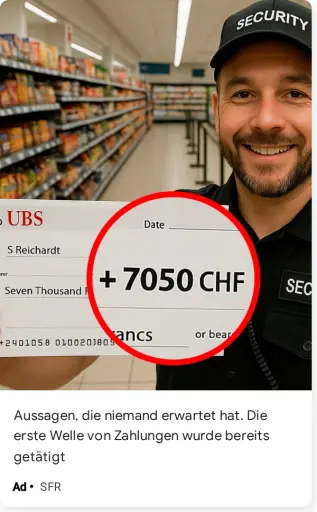 SECURITY
UBS
Date
S Reichardt
+ 7050 CHF
Seven Thousand
SEC
ancs
or bear
Aussagen, die niemand erwartet hat. Die
erste Welle von Zahlungen wurde bereits
getätigt
Ad • SFR